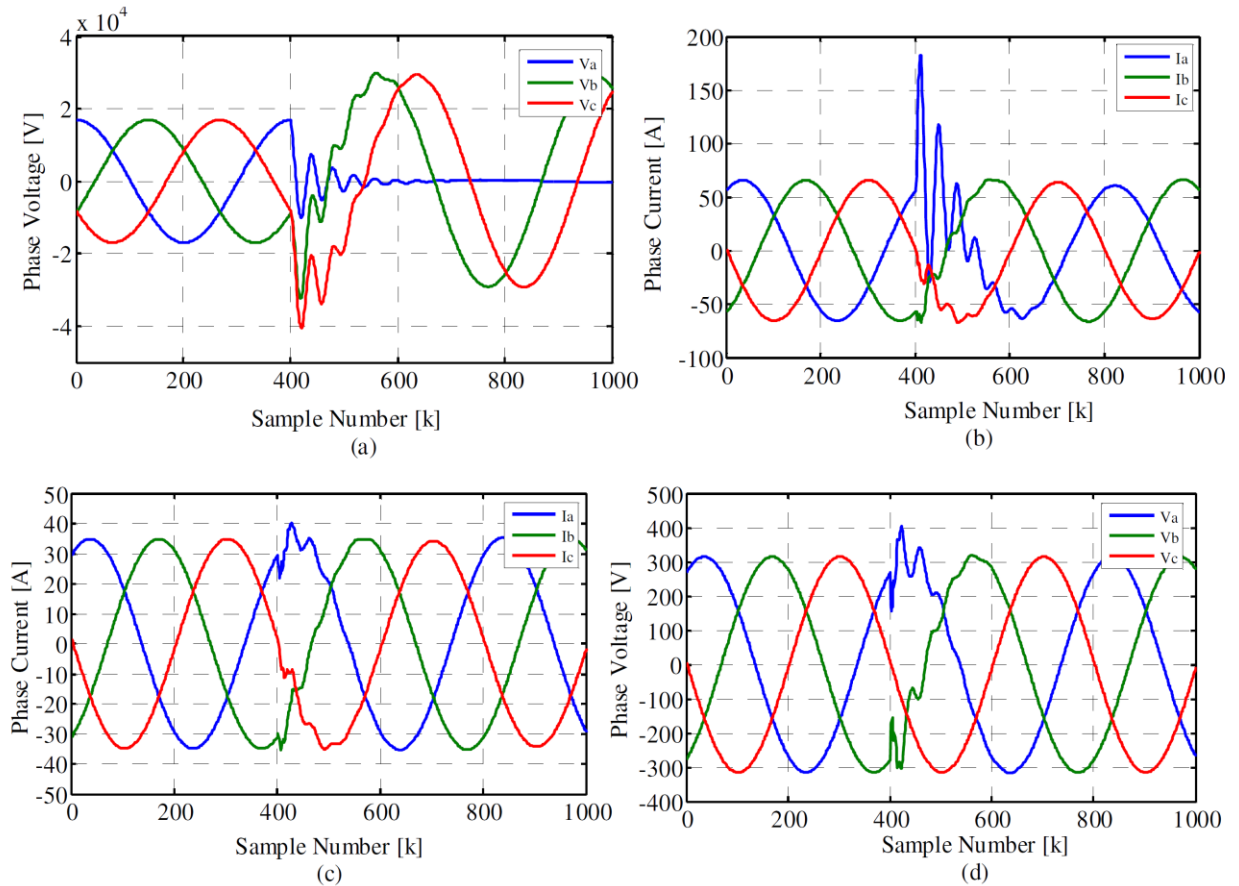 x 10⁴
4
2
0
-2
-4
Phase Voltage [V]
Va
Vb
Vc
0 200 400 600 800 1000
Sample Number [k]
(a)
200
150
100
50
0
-50
-100
Phase Current [A]
Ia
Ib
Ic
0 200 400 600 800 1000
Sample Number [k]
(b)
50
40
30
20
10
0
-10
-20
-30
-40
-50
Phase Current [A]
Ia
Ib
Ic
0 200 400 600 800 1000
Sample Number [k]
(c)
500
400
300
200
100
0
-100
-200
-300
-400
Phase Voltage [V]
Va
Vb
Vc
0 200 400 600 800 1000
Sample Number [k]
(d)